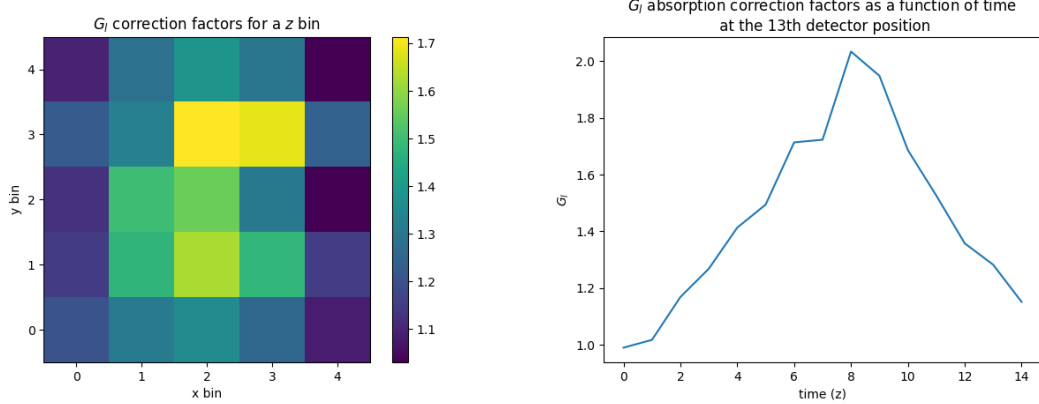 G_l correction factors for a z bin
4
3
2
1
0
y bin
0 1 2 3 4
x bin
1.7
1.6
1.5
1.4
1.3
1.2
1.1
G_l absorption correction factors as a function of time
at the 13th detector position
2.0
1.8
1.6
1.4
1.2
1.0
G_l
0 2 4 6 8 10 12 14
time (z)